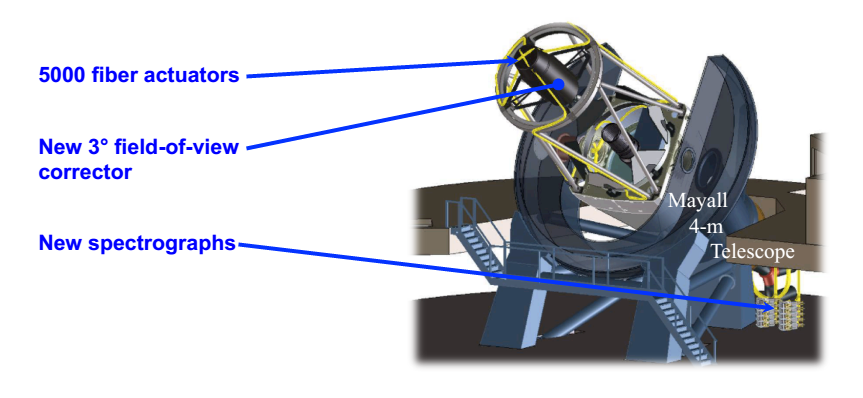 5000 fiber actuators
New 3° field-of-view
corrector
New spectrographs
Mayall
4-m
Telescope